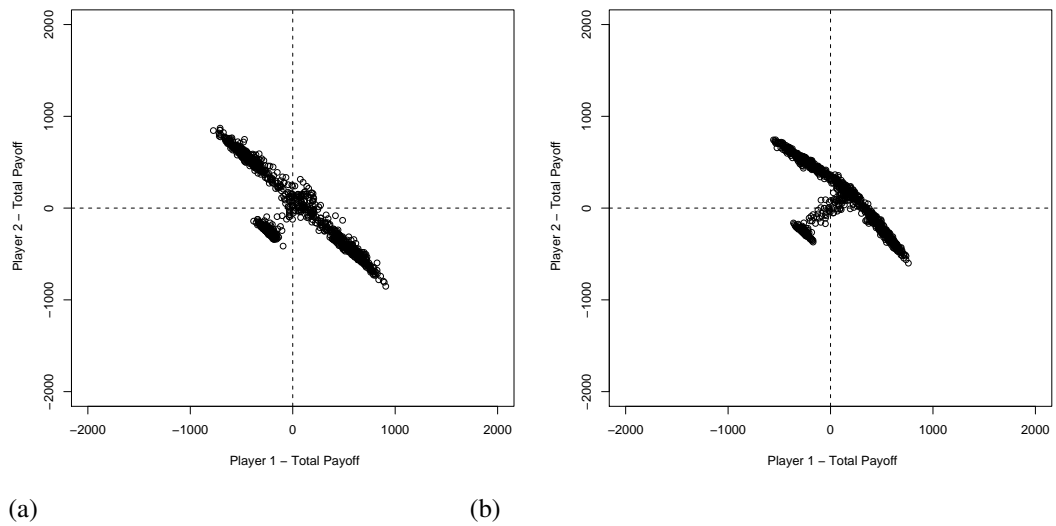 2000
1000
0
−1000
−2000
Player 2 − Total Payoff
−2000 −1000 0 1000 2000
Player 1 − Total Payoff
(a)
2000
1000
0
−1000
−2000
Player 2 − Total Payoff
−2000 −1000 0 1000 2000
Player 1 − Total Payoff
(b)